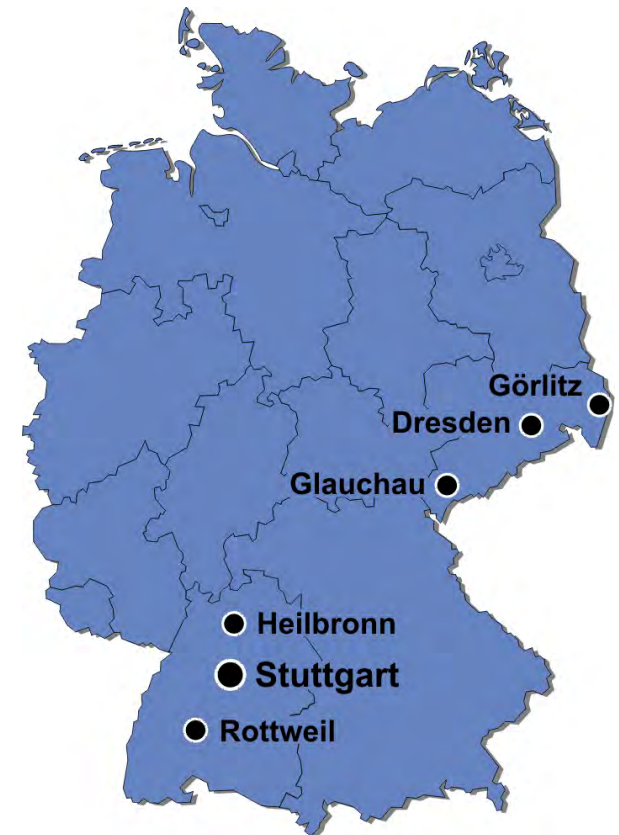 Görlitz
Dresden
Glauchau
Heilbronn
Stuttgart
Rottweil